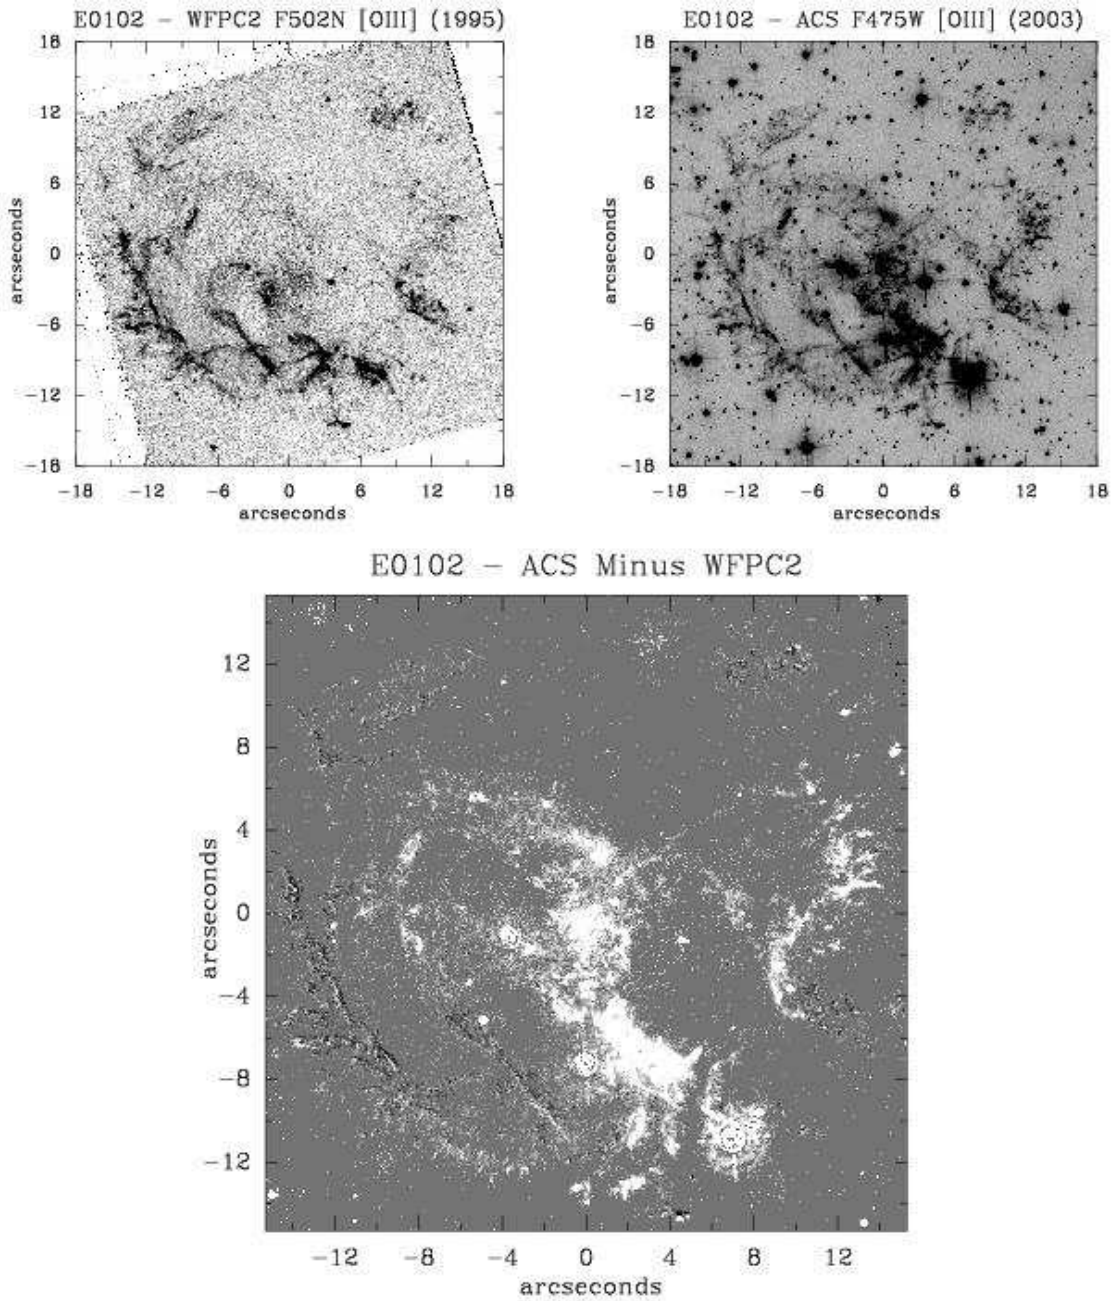 E0102 − WFPC2 F502N [OIII] (1995)
18
12
6
0
−6
−12
−18
arcseconds
−18 −12 −6 0 6 12 18
arcseconds
E0102 − ACS F475W [OIII] (2003)
18
12
6
0
−6
−12
−18
arcseconds
−18 −12 −6 0 6 12 18
arcseconds
E0102 − ACS Minus WFPC2
12
8
4
0
−4
−8
−12
arcseconds
−12 −8 −4 0 4 8 12
arcseconds